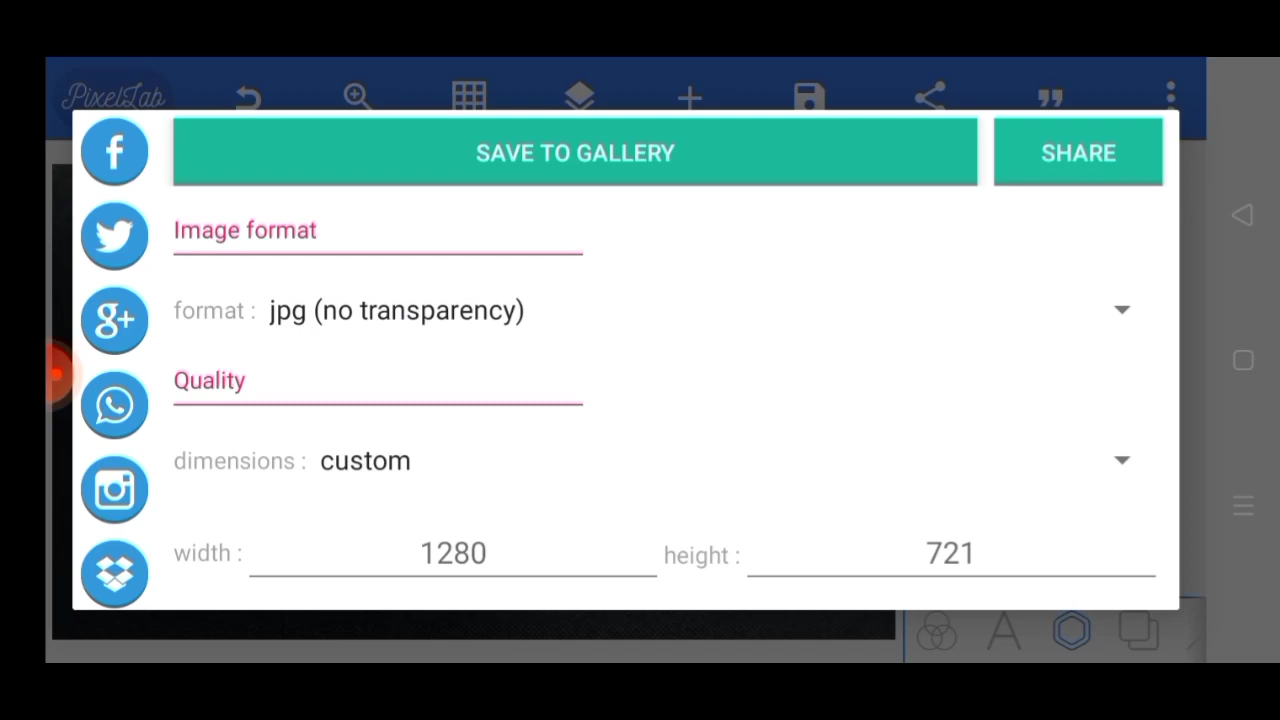 PixelLab
SAVE TO GALLERY
SHARE
Image format
format : jpg (no transparency)
Quality
dimensions : custom
width : 1280 height : 721